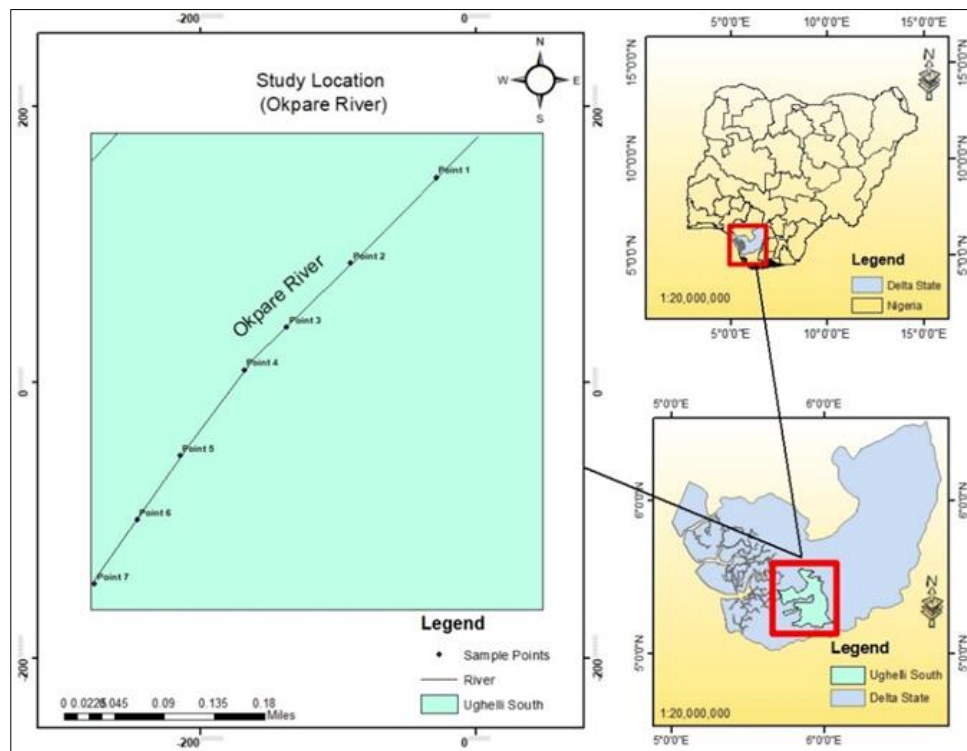 -200
0
N
W
E
S
Study Location
(Okpare River)
200
200
Point 1
Point 2
Okpare River
Point 3
Point 4
0
0
Point 5
Point 6
Point 7
Legend
Sample Points
River
Ughelli South
0 0.0225 0.045 0.09 0.135 0.18
Miles
200
200
-200
0
5°0'0"E 10°0'0"E 15°0'0"E
15°0'0"N
15°0'0"N
N
10°0'0"N
10°0'0"N
5°0'0"N
5°0'0"N
Legend
Delta State
Nigeria
1:20,000,000
5°0'0"E 10°0'0"E 15°0'0"E
5°0'0"E 6°0'0"E
6°0'0"N
6°0'0"N
N
5°0'0"N
5°0'0"N
Legend
Ughelli South
Delta State
1:20,000,000
5°0'0"E 6°0'0"E